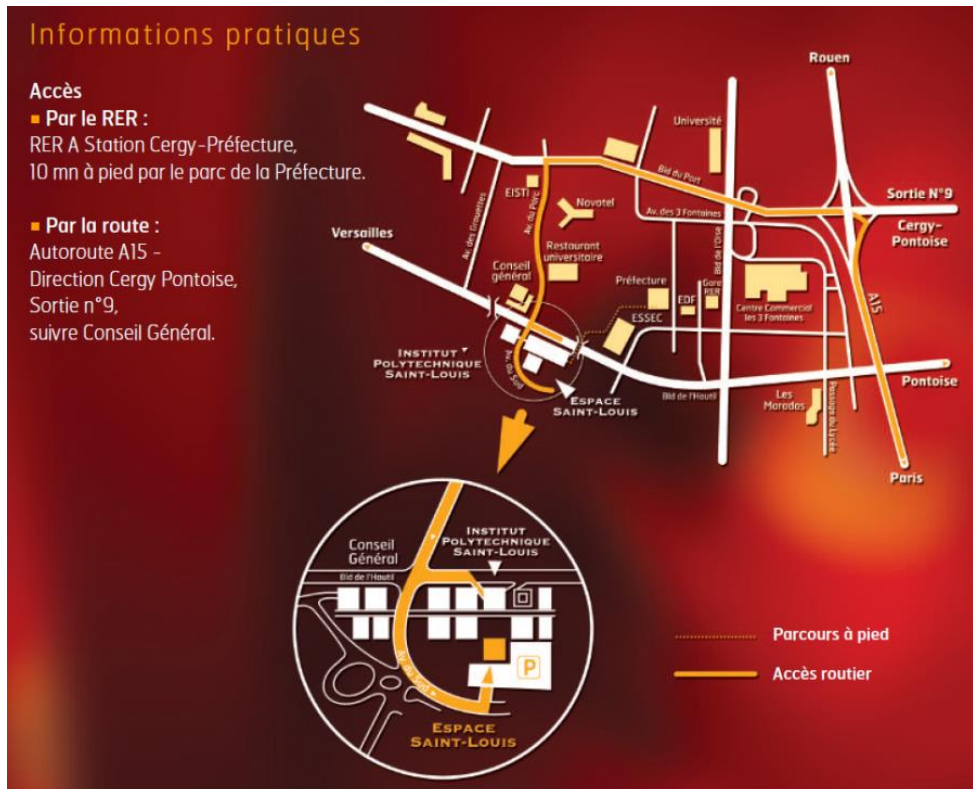 Informations pratiques
Accès
Par le RER :
RER A Station Cergy-Préfecture,
10 mn à pied par le parc de la Préfecture.
Par la route :
Autoroute A15 -
Direction Cergy Pontoise,
Sortie n°9,
suivre Conseil Général.
Rouen
Université
Bld du Port
Sortie N°9
Cergy-
Pontoise
EISTI
Av. du Parc
Novotel
Av. des 3 Fontaines
Av. des Grouettes
Versailles
Restaurant
universitaire
Conseil
général
Préfecture
Bld de l'Oise
EDF
Gare
RER
Centre Commercial
les 3 Fontaines
A15
ESSEC
INSTITUT
POLYTECHNIQUE
SAINT-LOUIS
Av. du Sud
ESPACE
SAINT-LOUIS
Bld de l'Hautil
Les
Maradas
Passage du Lycée
Pontoise
Paris
INSTITUT
POLYTECHNIQUE
SAINT-LOUIS
Conseil
Général
Bld de l'Hautil
P
Av. du Sud
ESPACE
SAINT-LOUIS
Parcours à pied
Accès routier